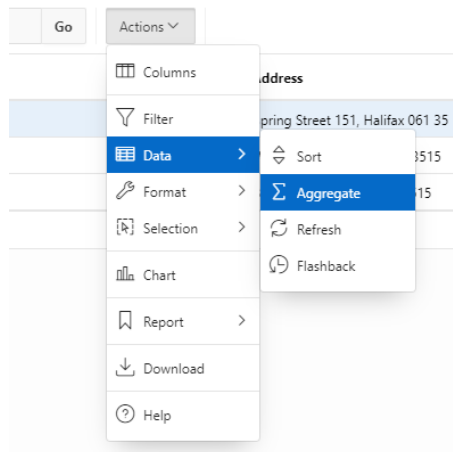 Go
Actions
Columns
Address
Filter
pring Street 151, Halifax 061 35
Data
Sort
3515
Format
Aggregate
515
Selection
Refresh
Chart
Flashback
Report
Download
Help